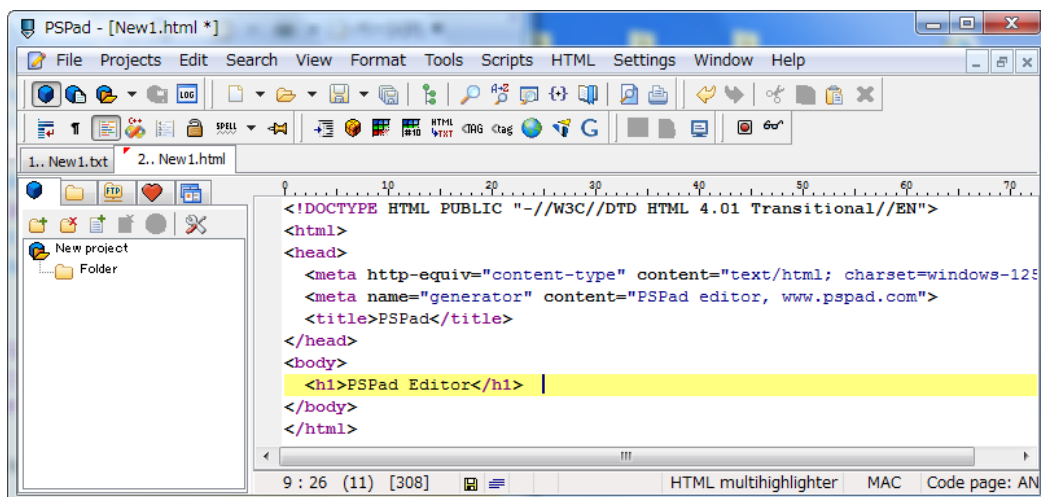 PSPad - [New1.html *]
File Projects Edit Search View Format Tools Scripts HTML Settings Window Help
LOG
SPELL HTML #10 HTML TXT TAG tag G
1.. New1.txt 2.. New1.html
FTP
0 10 20 30 40 50 60 70
<!DOCTYPE HTML PUBLIC "-//W3C//DTD HTML 4.01 Transitional//EN">
<html>
New project
<head>
Folder
<meta http-equiv="content-type" content="text/html; charset=windows-125
<meta name="generator" content="PSPad editor, www.pspad.com">
<title>PSPad</title>
</head>
<body>
<h1>PSPad Editor</h1>
</body>
</html>
9 : 26 (11) [308] HTML multihighlighter MAC Code page: AN